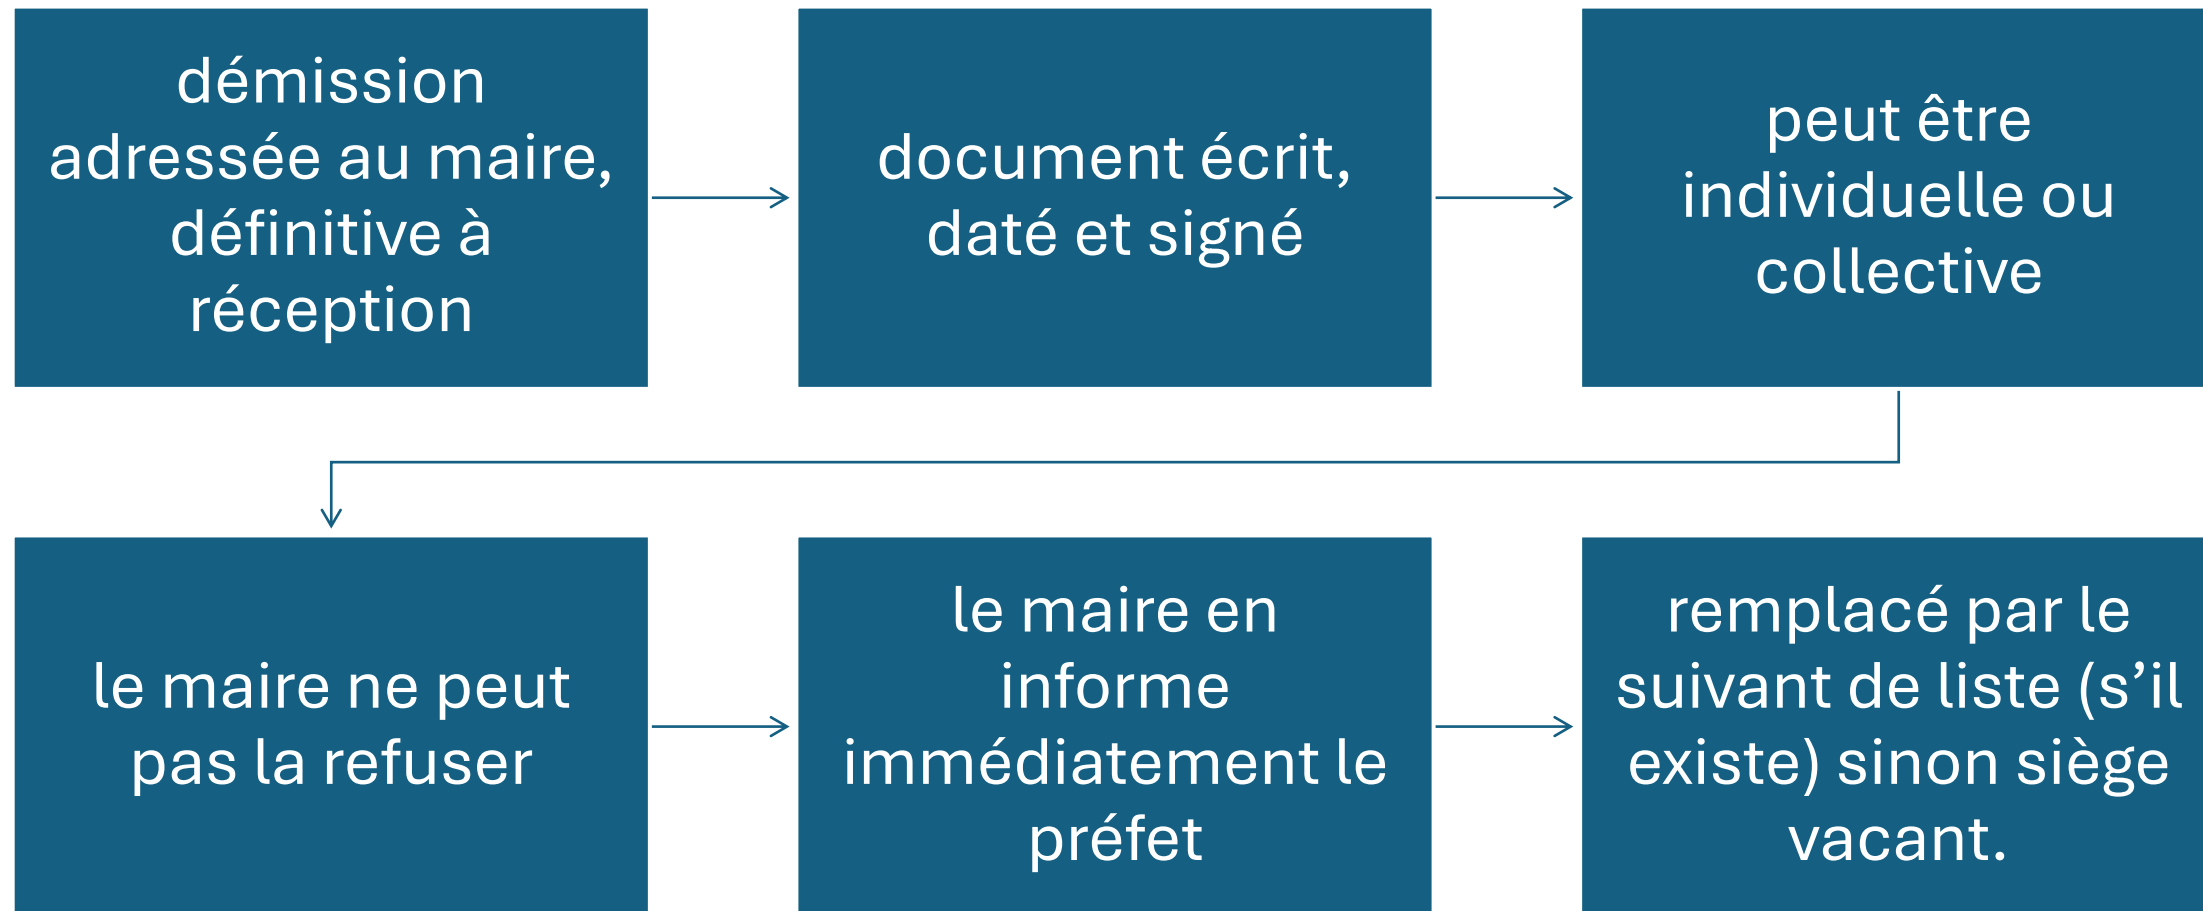 démission
adressée au maire,
définitive à
réception
document écrit,
daté et signé
peut être
individuelle ou
collective
le maire ne peut
pas la refuser
le maire en
informe
immédiatement le
préfet
remplacé par le
suivant de liste (s’il
existe) sinon siège
vacant.